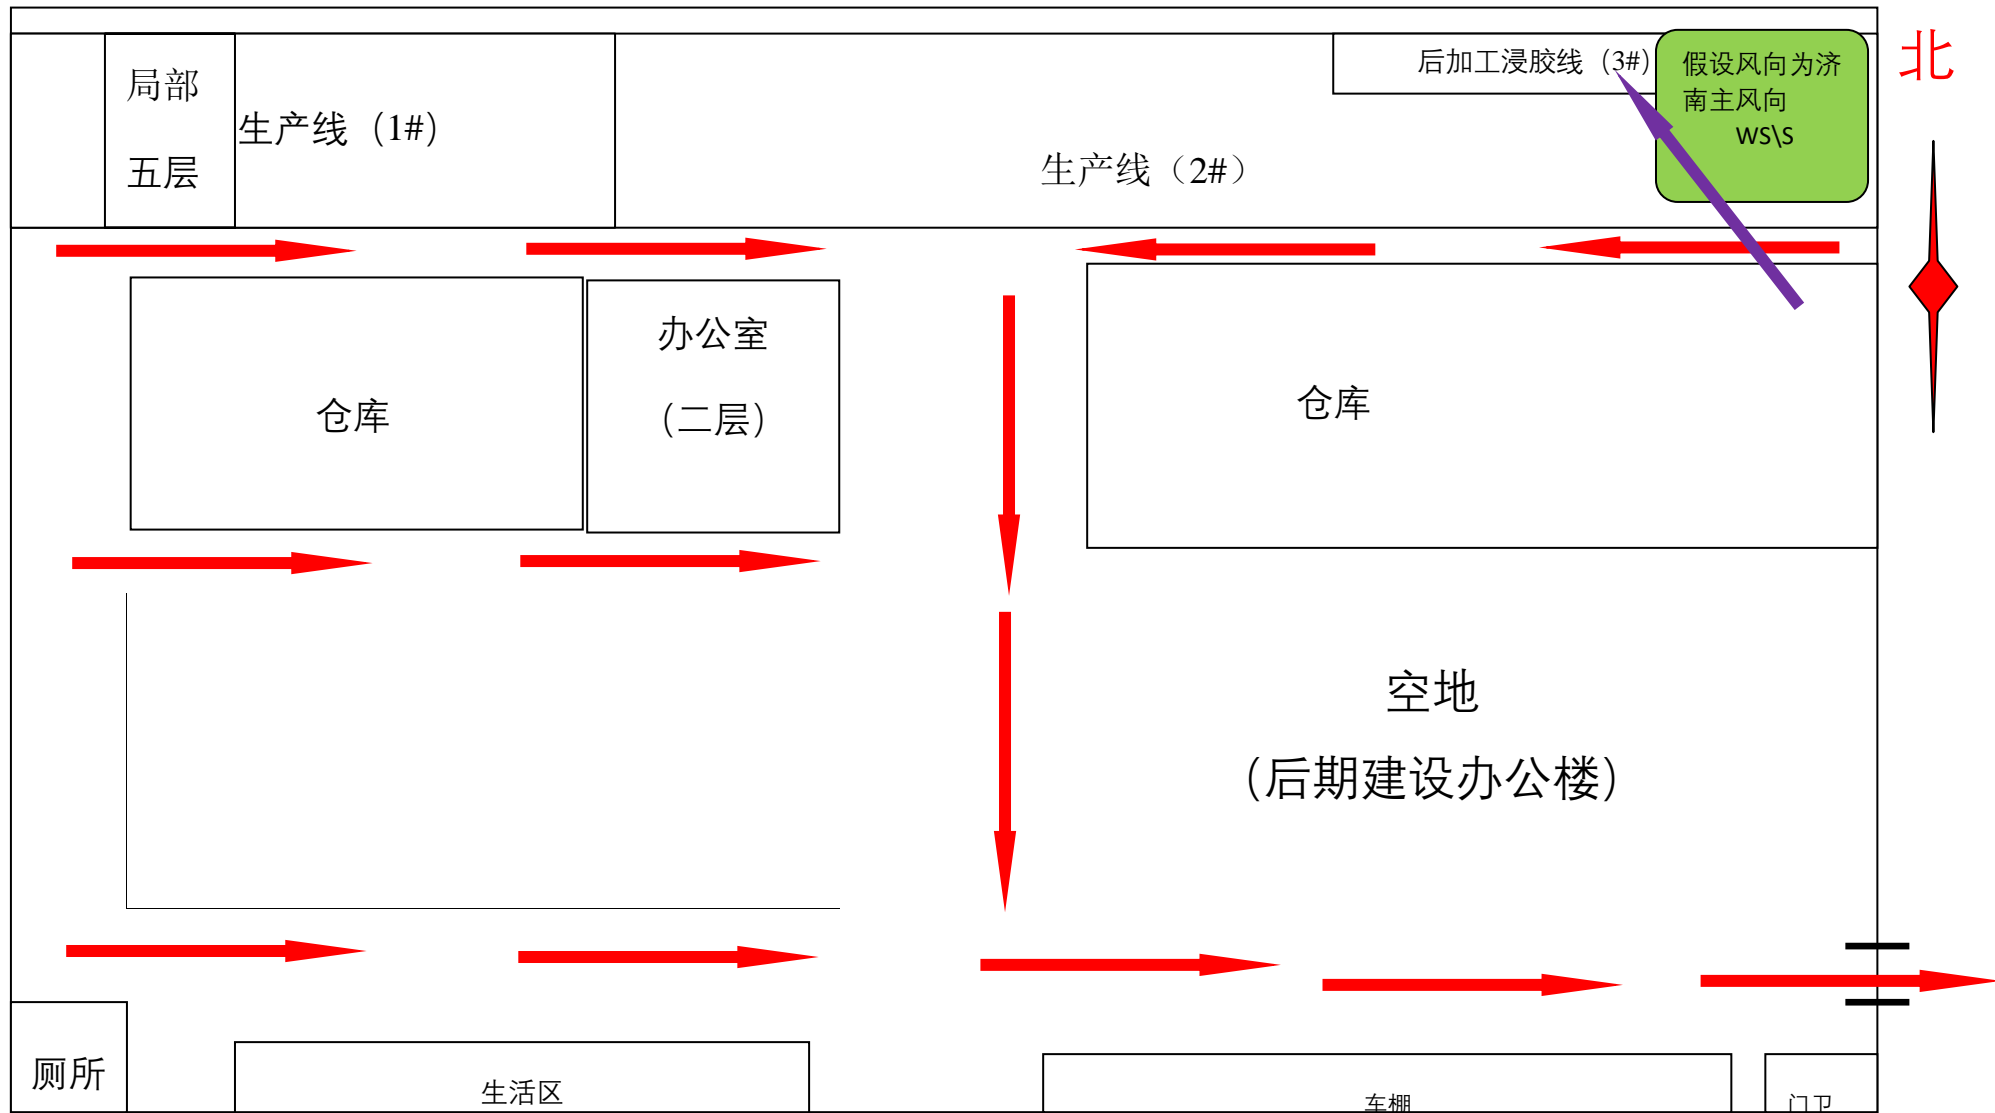 局部
五层
生产线（1#）
生产线（2#）
后加工浸胶线（3#）
假设风向为济
南主风向
WS\S
北
仓库
办公室
（二层）
仓库
空地
（后期建设办公楼）
厕所
生活区
车棚
门卫